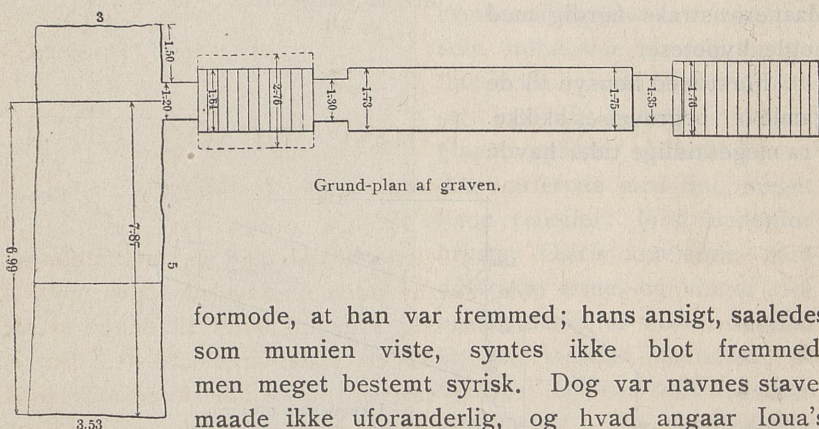 3
1.50
1.20
1.61
2.76
1.30
1.73
1.75
1.35
1.76
Grund-plan af graven.
6.99
7.87
5
3.53
formode, at han var fremmed; hans ansigt, saaledes
som mumien viste, syntes ikke blot fremmed
men meget bestemt syrisk. Dog var navnes stave-
maade ikke uforanderlig, og hvad angaar Ioua's